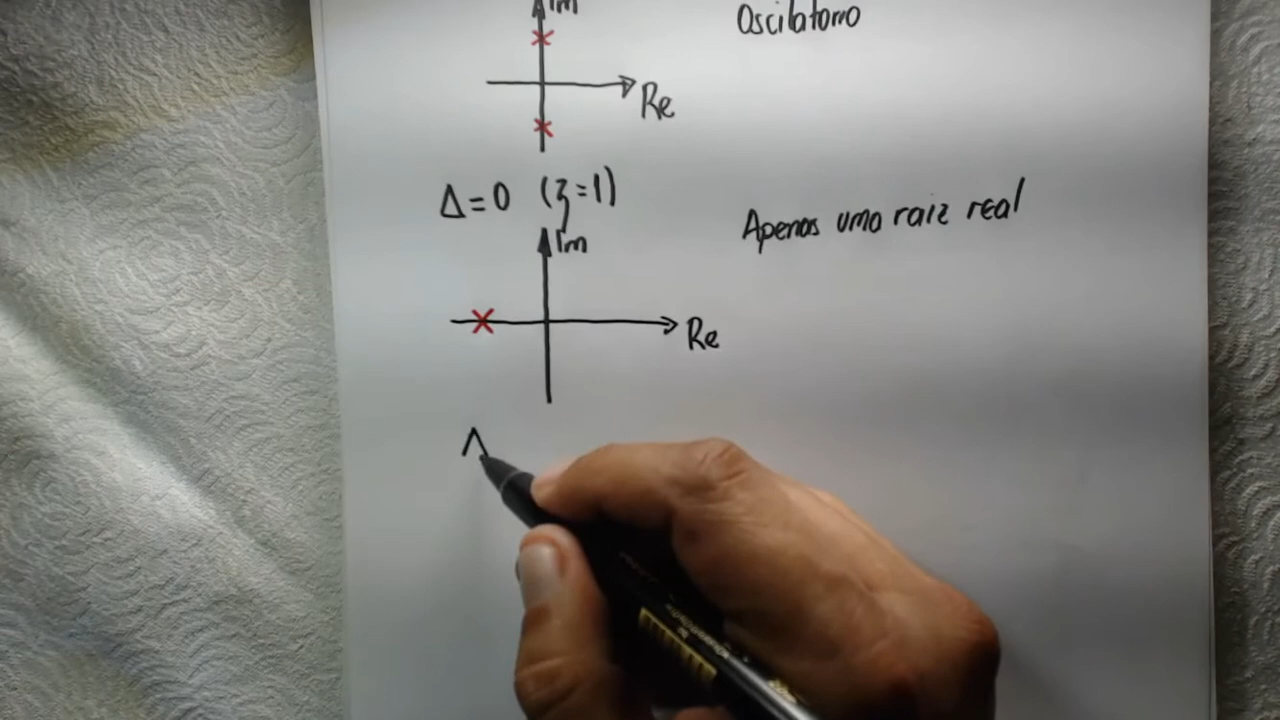 Im
Oscilatorio
Re
Δ=0 (ζ=1)
Apenas uma raiz real
Im
Re